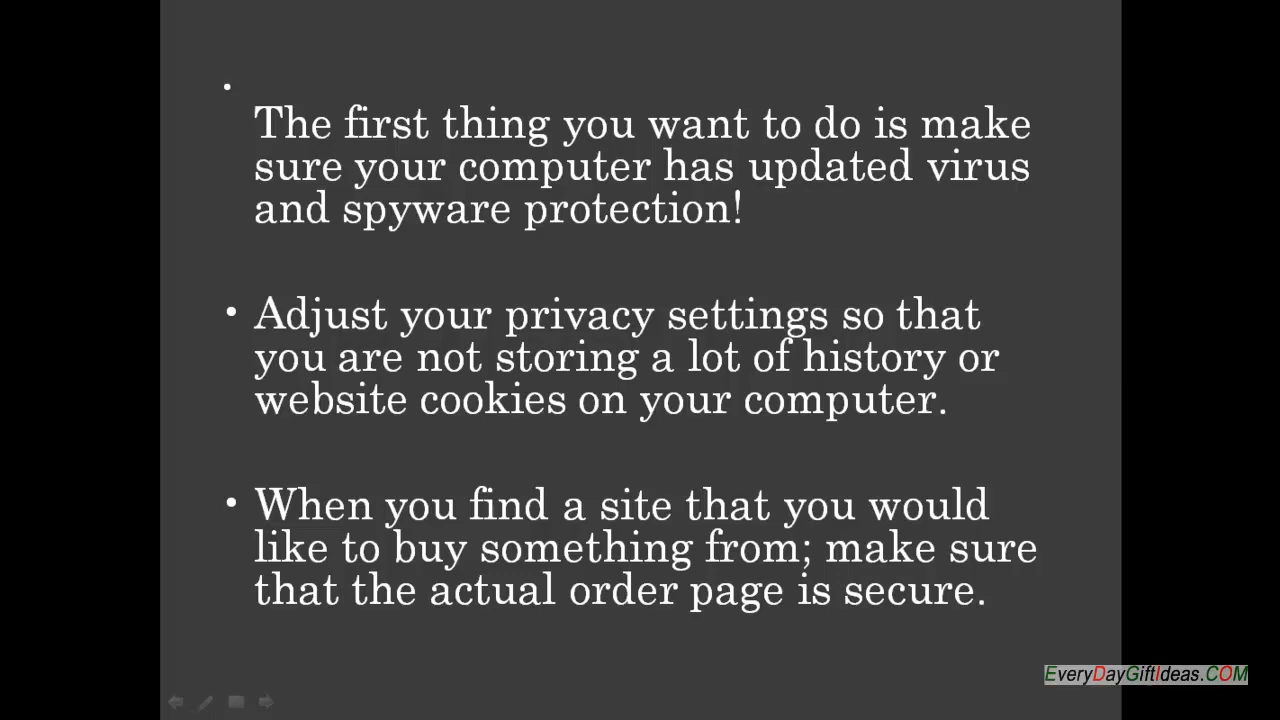 • 
The first thing you want to do is make
sure your computer has updated virus
and spyware protection!
• Adjust your privacy settings so that
you are not storing a lot of history or
website cookies on your computer.
• When you find a site that you would
like to buy something from; make sure
that the actual order page is secure.
EveryDayGiftIdeas.COM